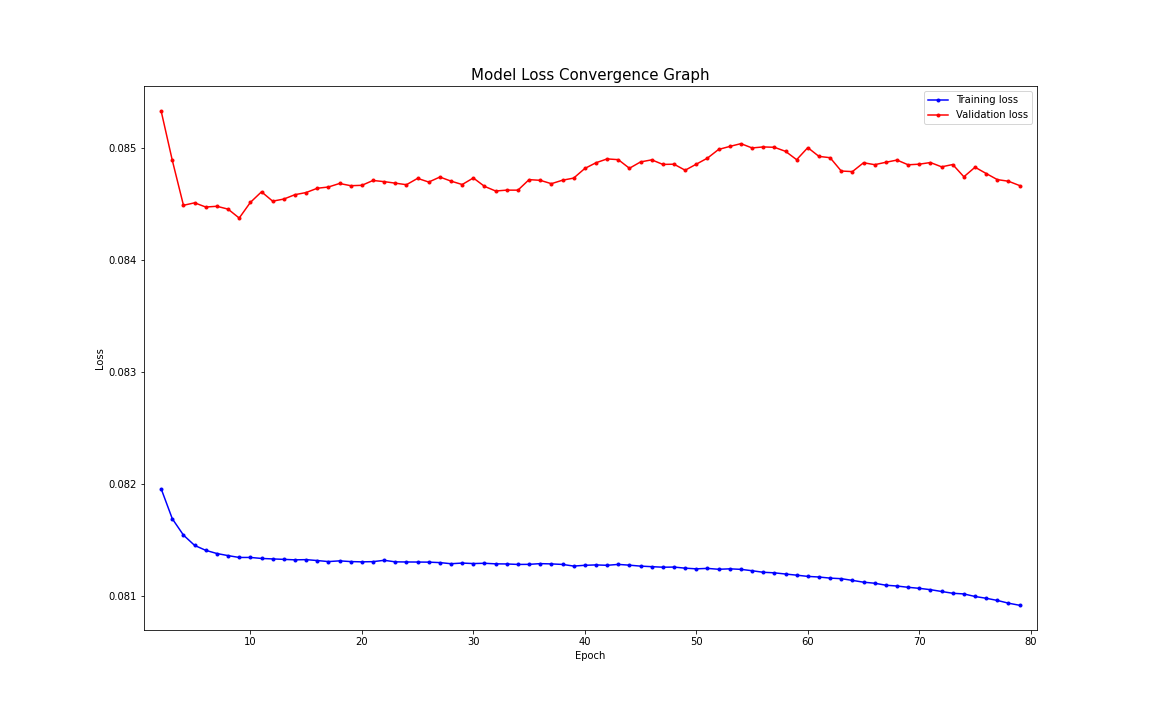 Model Loss Convergence Graph
Training loss
Validation loss
0.085
0.084
0.083
0.082
0.081
Loss
10 20 30 40 50 60 70 80
Epoch